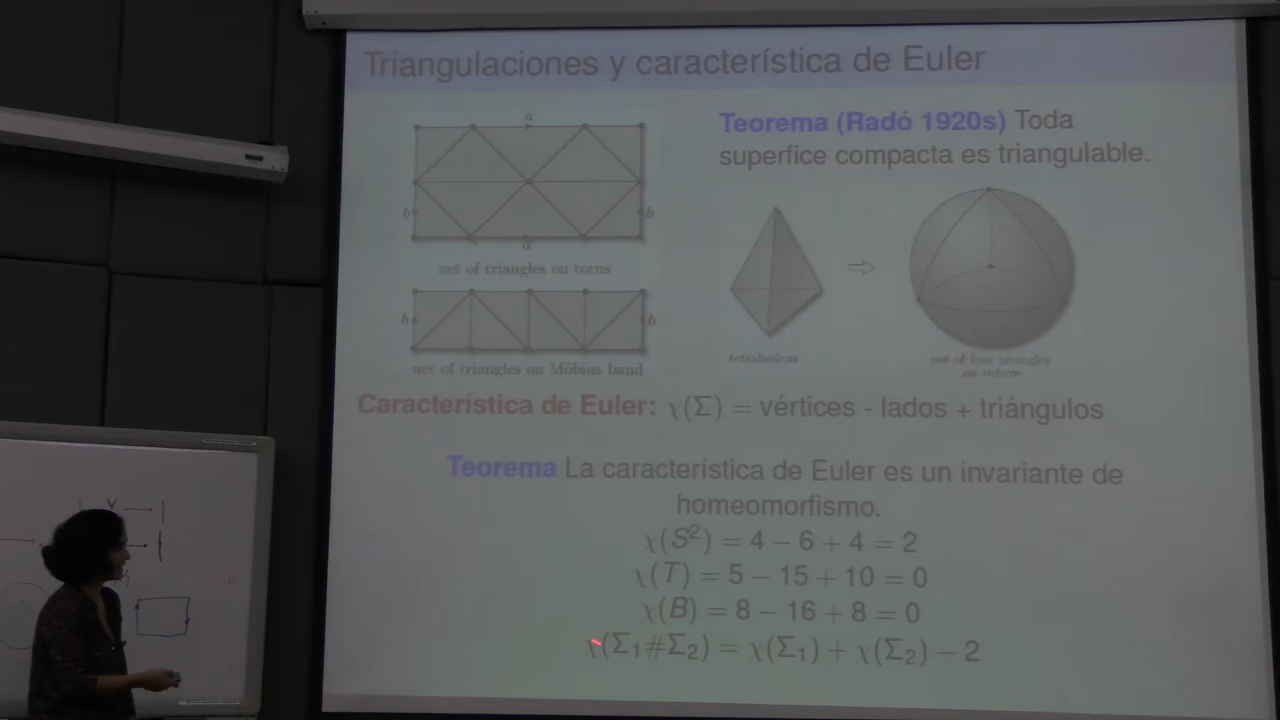 Triangulaciones y característica de Euler
a
b
b
a
net of triangles on torus
b
b
net of triangles on Möbius band
Teorema (Radó 1920s) Toda
superfice compacta es triangulable.
⇒
tetrahedron
net of four triangles
on sphere
Característica de Euler: χ(Σ) = vértices - lados + triángulos
Teorema La característica de Euler es un invariante de
homeomorfismo.
χ(S²) = 4 − 6 + 4 = 2
χ(T) = 5 − 15 + 10 = 0
χ(B) = 8 − 16 + 8 = 0
χ(Σ₁#Σ₂) = χ(Σ₁) + χ(Σ₂) − 2